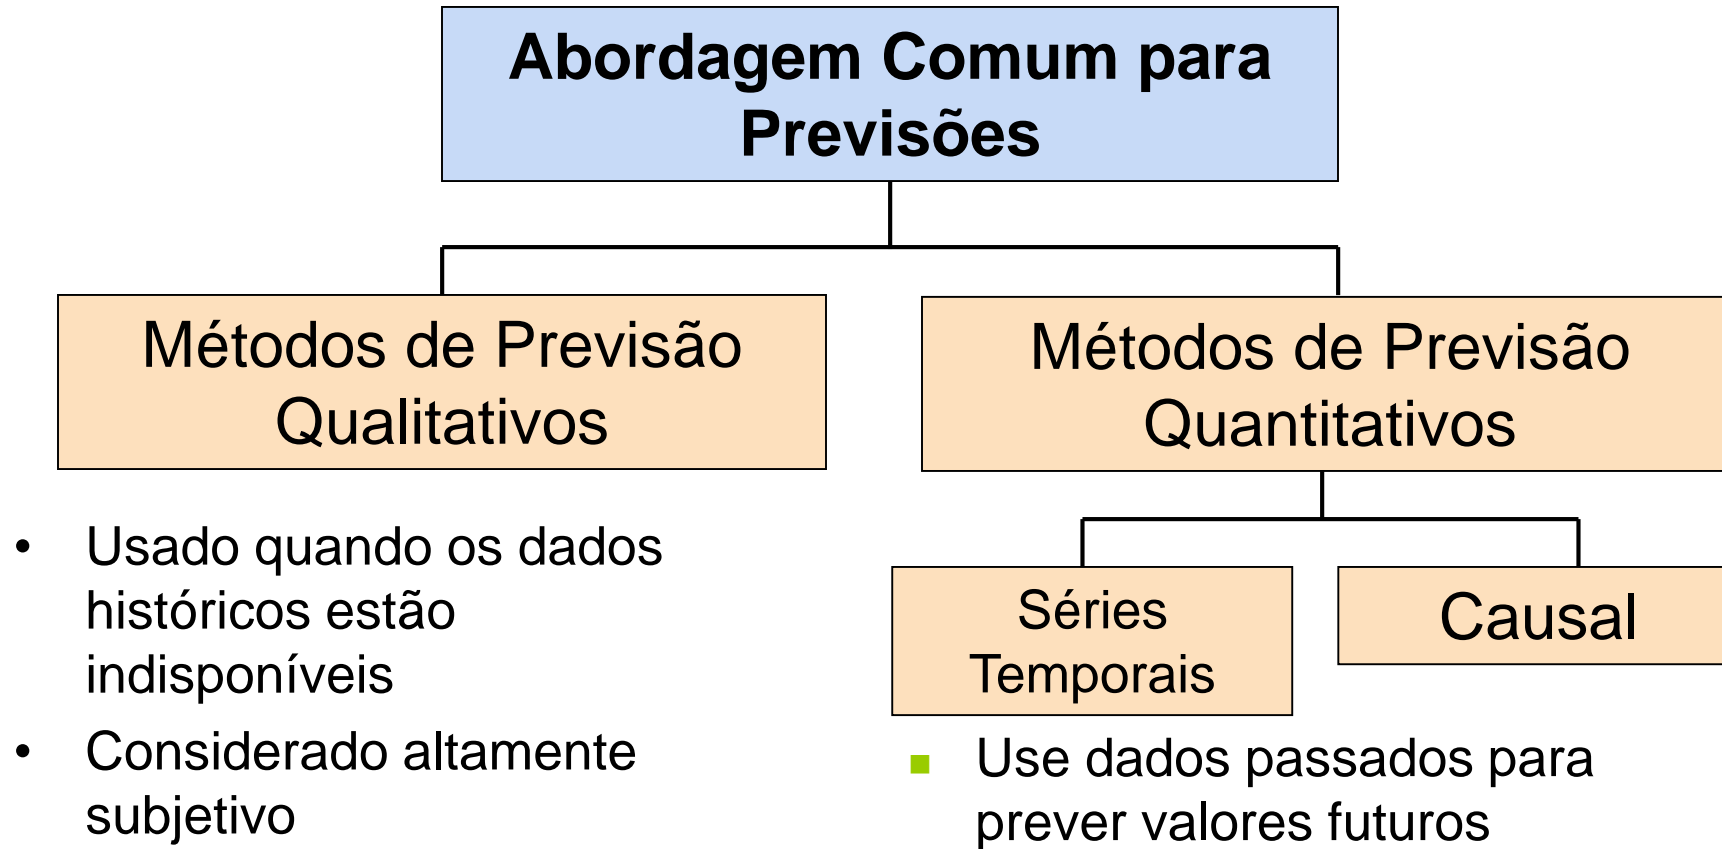 Abordagem Comum para
Previsões
Métodos de Previsão
Qualitativos
Métodos de Previsão
Quantitativos
• Usado quando os dados
históricos estão
indisponíveis
• Considerado altamente
subjetivo
Séries
Temporais
Causal
Use dados passados para
prever valores futuros